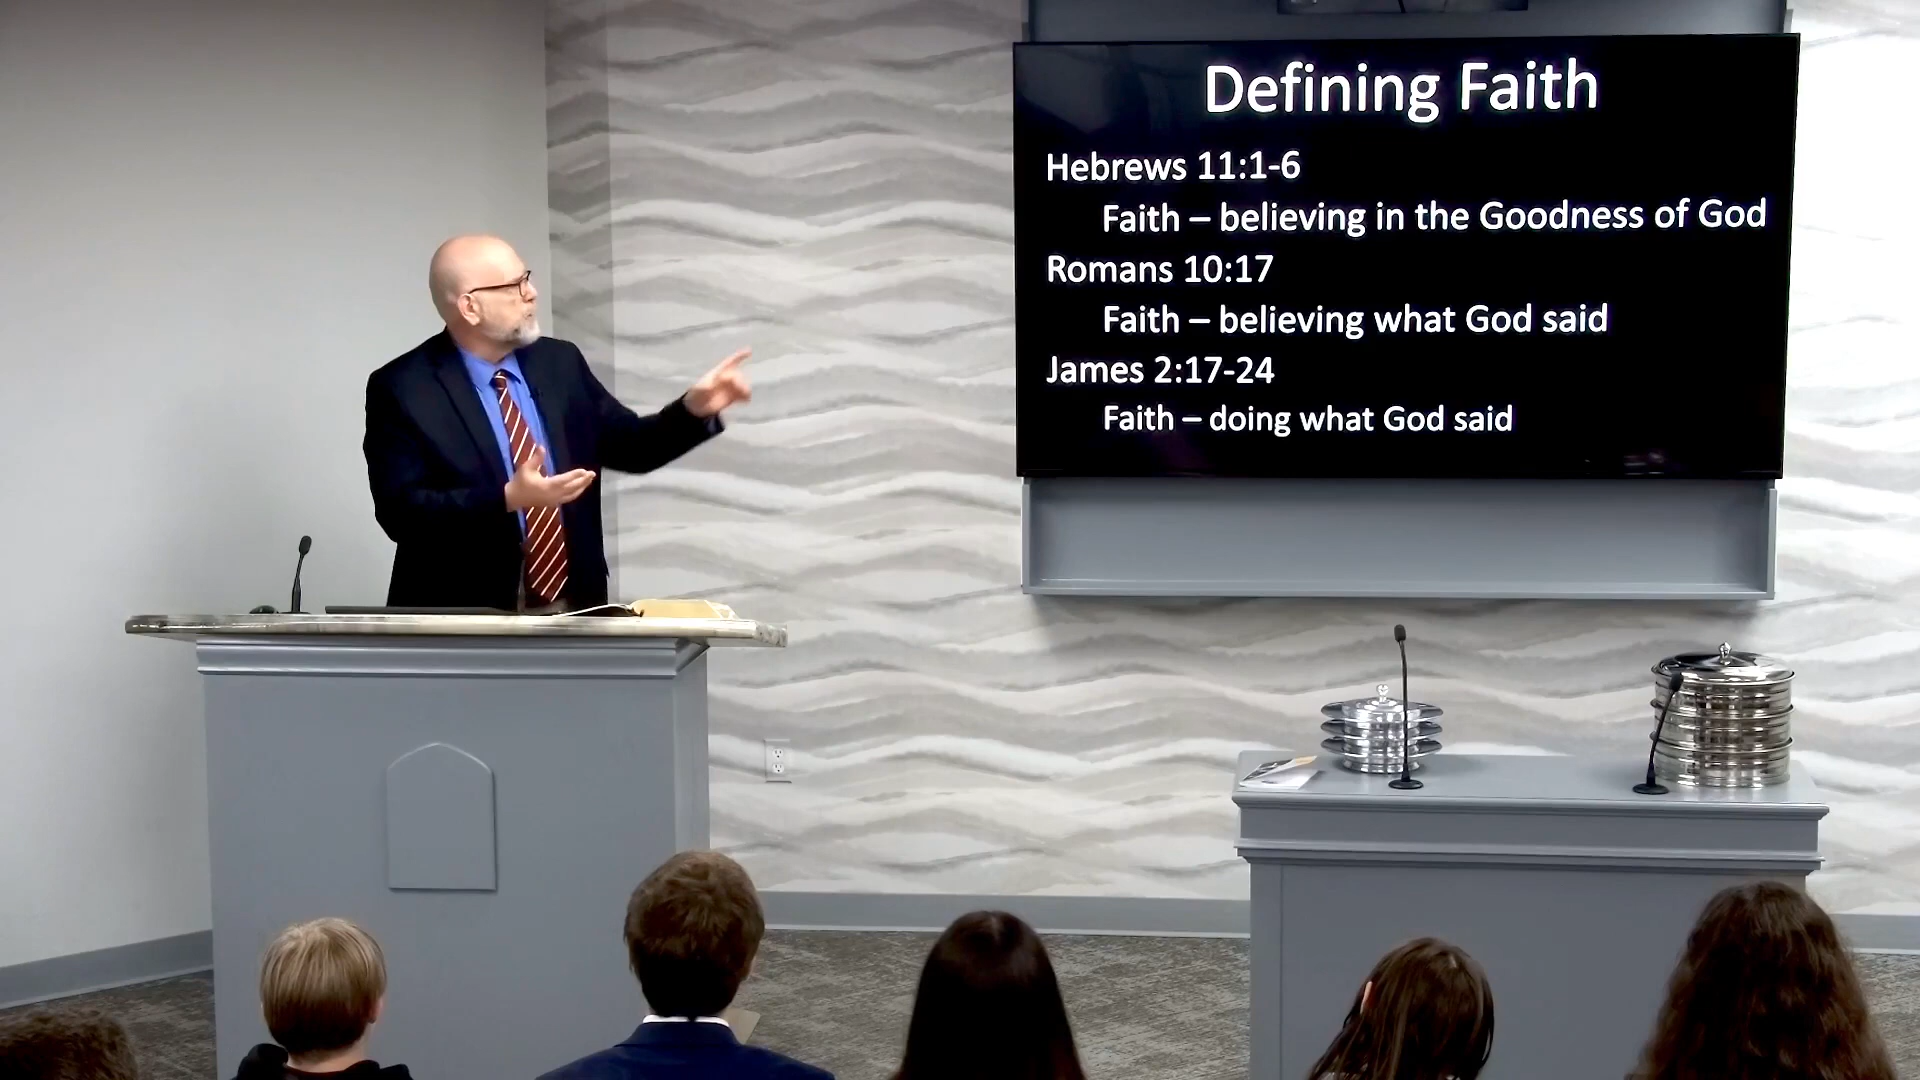 Defining Faith
Hebrews 11:1-6
Faith – believing in the Goodness of God
Romans 10:17
Faith – believing what God said
James 2:17-24
Faith – doing what God said